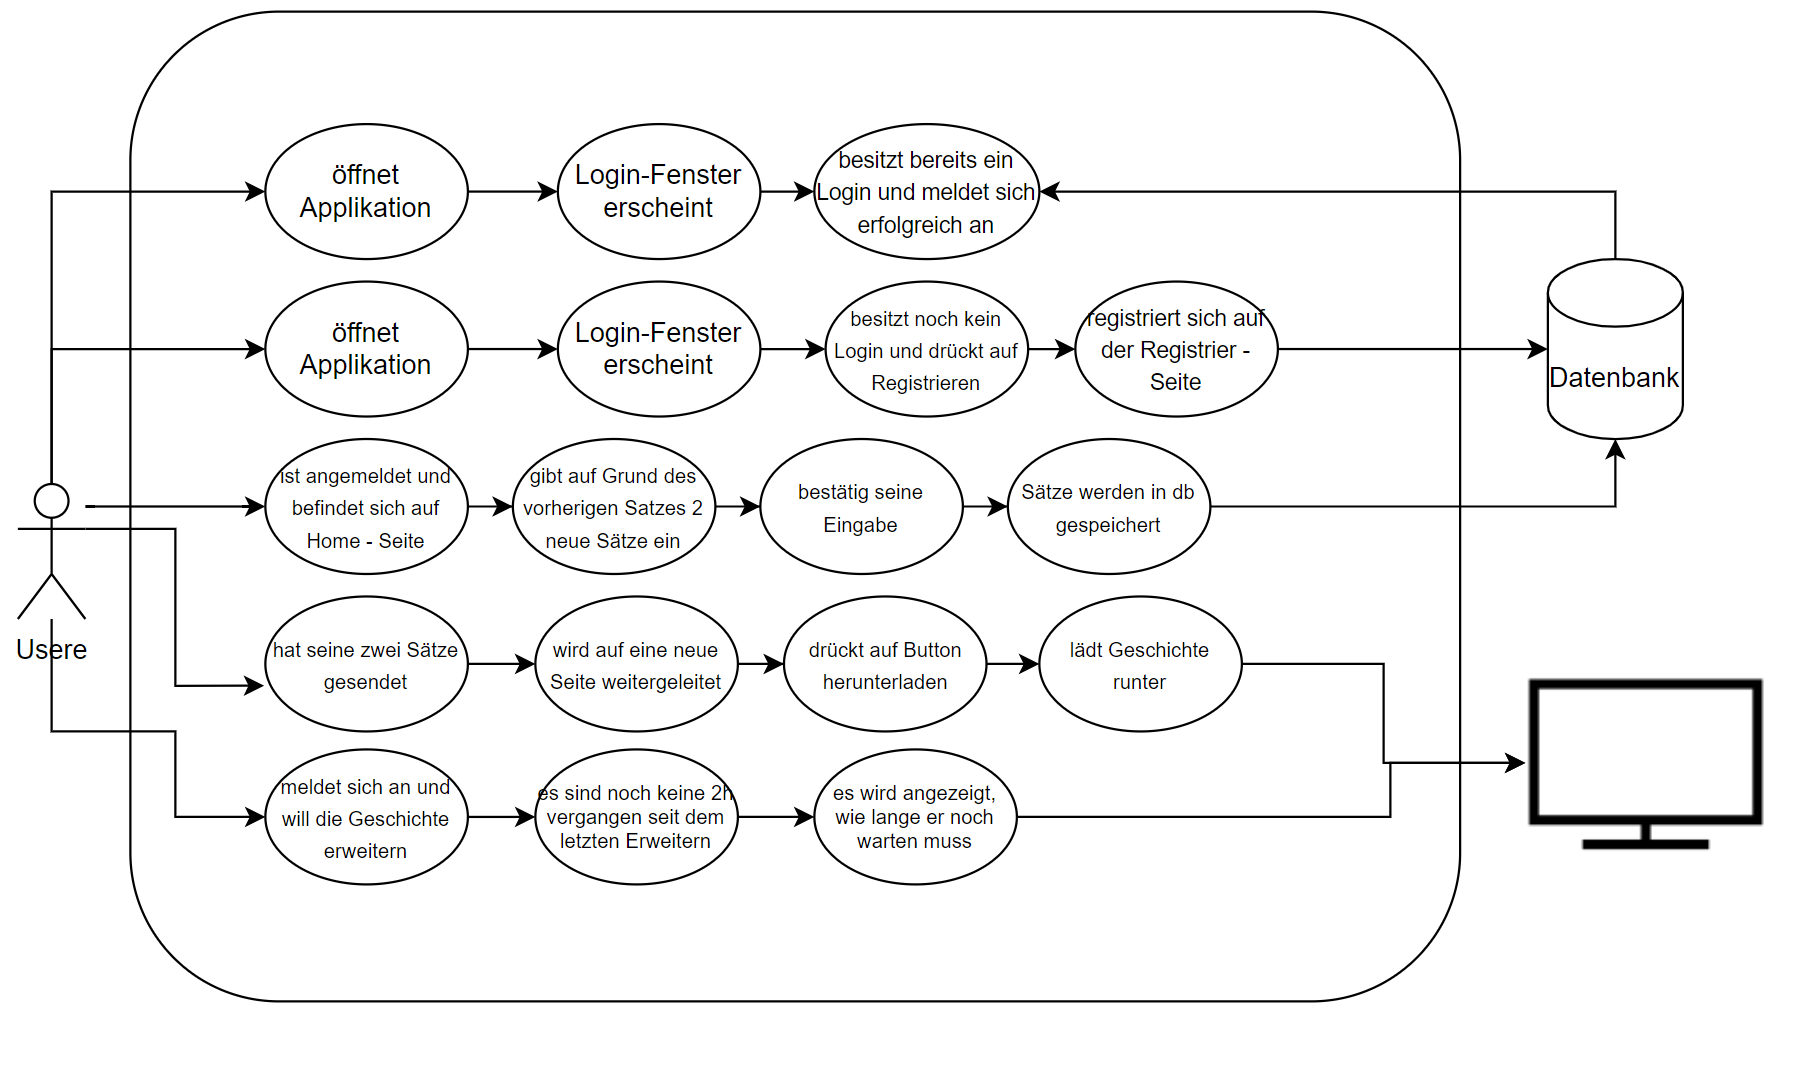 öffnet
Applikation
Login-Fenster
erscheint
besitzt bereits ein
Login und meldet sich
erfolgreich an
öffnet
Applikation
Login-Fenster
erscheint
besitzt noch kein
Login und drückt auf
Registrieren
registriert sich auf
der Registrier -
Seite
Datenbank
ist angemeldet und
befindet sich auf
Home - Seite
gibt auf Grund des
vorherigen Satzes 2
neue Sätze ein
bestätig seine
Eingabe
Sätze werden in db
gespeichert
Usere
hat seine zwei Sätze
gesendet
wird auf eine neue
Seite weitergeleitet
drückt auf Button
herunterladen
lädt Geschichte
runter
meldet sich an und
will die Geschichte
erweitern
es sind noch keine 2h
vergangen seit dem
letzten Erweitern
es wird angezeigt,
wie lange er noch
warten muss